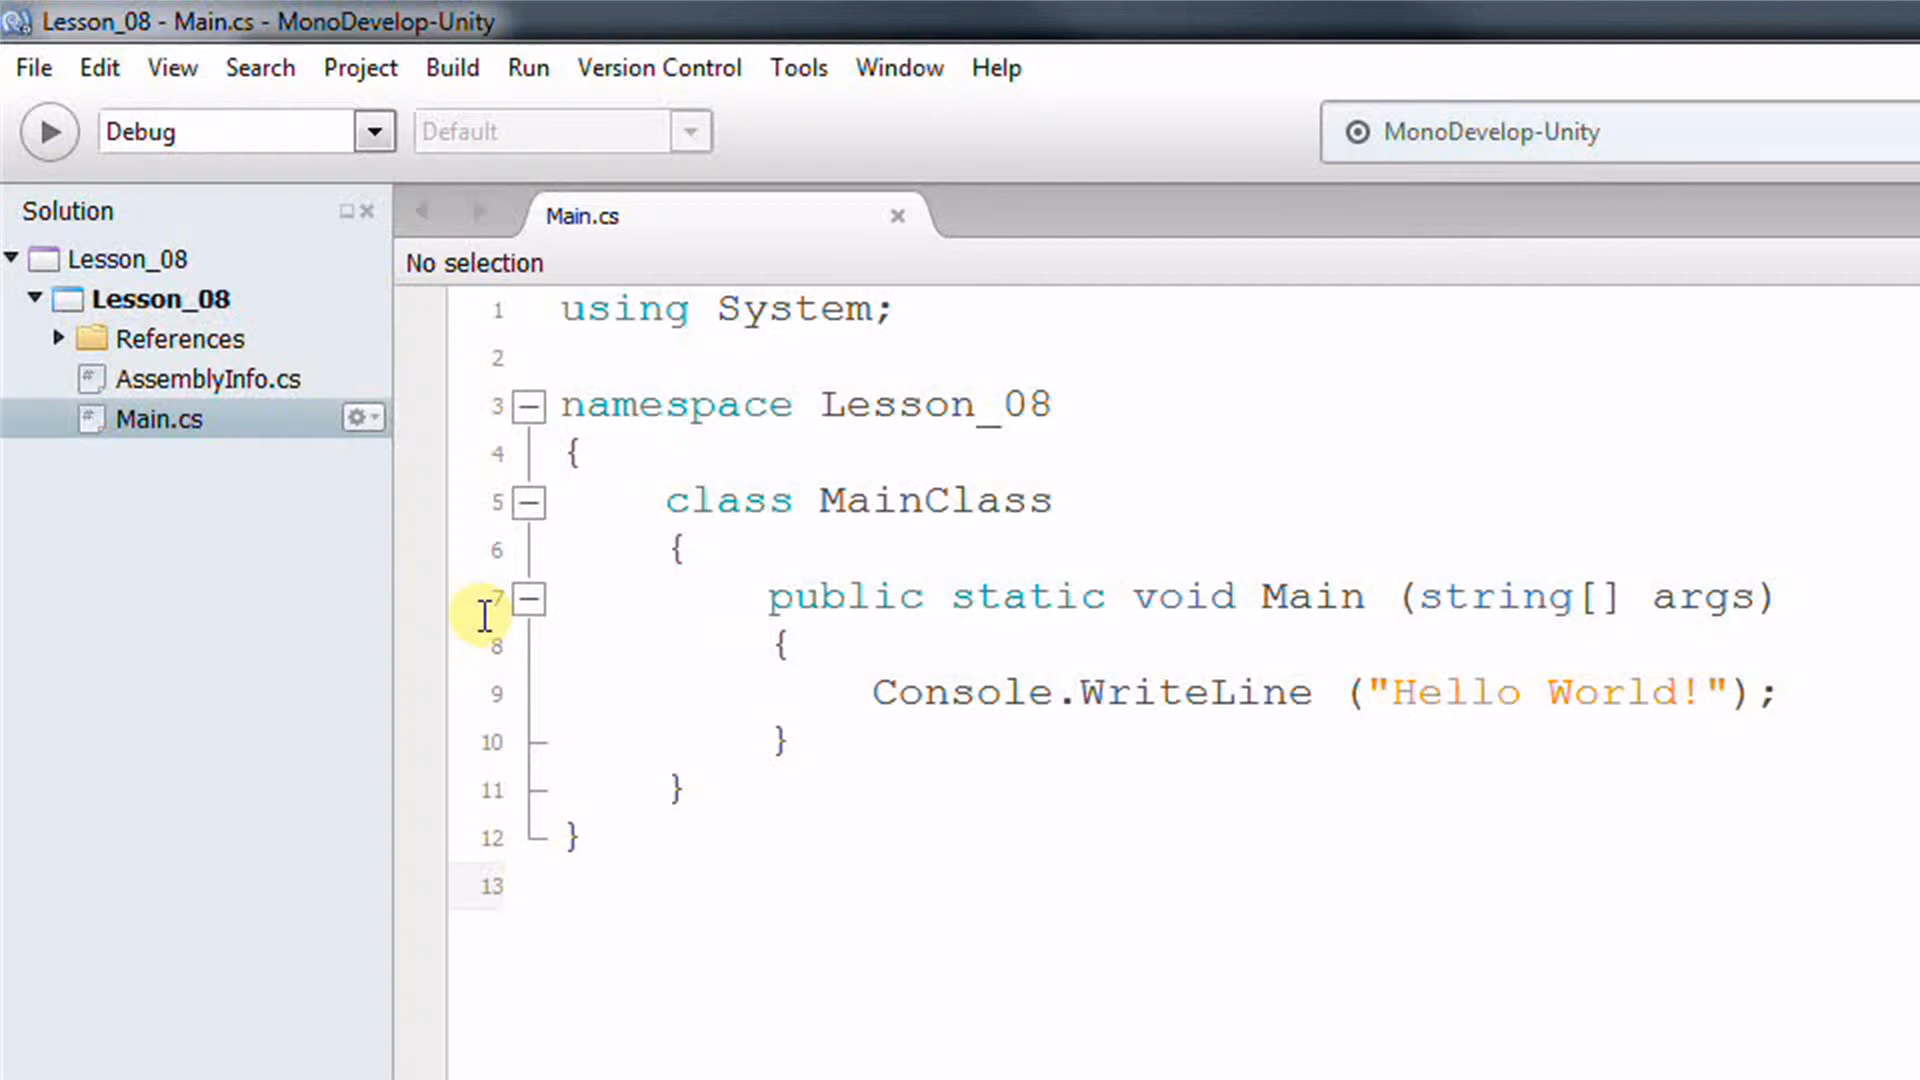 Lesson_08 - Main.cs - MonoDevelop-Unity
File Edit View Search Project Build Run Version Control Tools Window Help
Debug Default MonoDevelop-Unity
Solution
Main.cs
Lesson_08
No selection
Lesson_08
References
AssemblyInfo.cs
Main.cs
1 using System;
2
3 namespace Lesson_08
4 {
5 class MainClass
6 {
7 public static void Main (string[] args)
8 {
9 Console.WriteLine ("Hello World!");
10 }
11 }
12 }
13